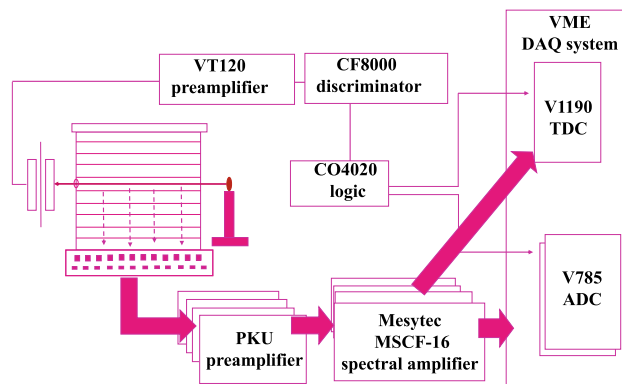 VME
DAQ system
VT120
preamplifier
CF8000
discriminator
V1190
TDC
CO4020
logic
V785
ADC
PKU
preamplifier
Mesytec
MSCF-16
spectral amplifier